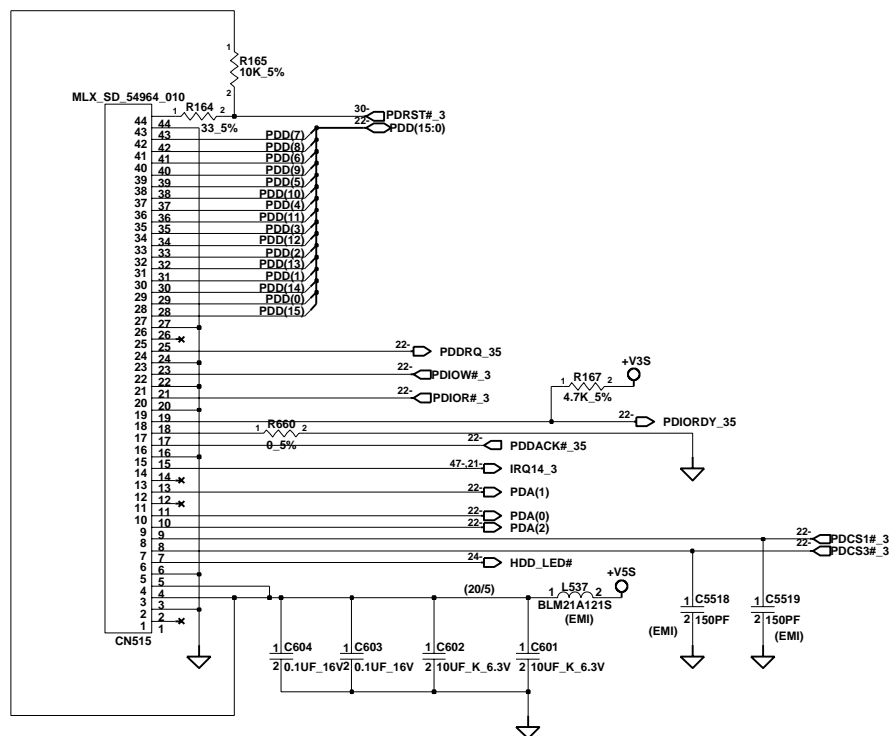 1
R165
10K_5%
2
MLX_SD_54964_010
R164
1 2
33_5%
30-
PDRST#_3
22-
PDD(15:0)
44 44
43 43
PDD(7)
42 42
PDD(8)
41 41
PDD(6)
40 40
PDD(9)
39 39
PDD(5)
38 38
PDD(10)
37 37
PDD(4)
36 36
PDD(11)
35 35
PDD(3)
34 34
PDD(12)
33 33
PDD(2)
32 32
PDD(13)
31 31
PDD(1)
30 30
PDD(14)
29 29
PDD(0)
28 28
PDD(15)
27 27
26 26
25 25
22-
PDDRQ_35
24 24
23 23
22-
PDIOW#_3
22 22
21 21
22-
PDIOR#_3
20 20
+V3S
R167
1 2
4.7K_5%
19 19
22-
PDIORDY_35
18 18
R660
1 2
0_5%
17 17
22-
PDDACK#_35
16 16
15 15
47-,21-
IRQ14_3
14 14
13 13
22-
PDA(1)
12 12
11 11
22-
PDA(0)
10 10
22-
PDA(2)
9 9
22-
PDCS1#_3
8 8
22-
PDCS3#_3
7 7
24-
HDD_LED#
6 6
5 5
4 4
3 3
2 2
1 1
CN515
(20/5)
+V5S
L537
1 2
BLM21A121S
(EMI)
1 C5518
2 150PF
(EMI)
1 C5519
2 150PF
(EMI)
1 C604
2 0.1UF_16V
1 C603
2 0.1UF_16V
1 C602
2 10UF_K_6.3V
1 C601
2 10UF_K_6.3V